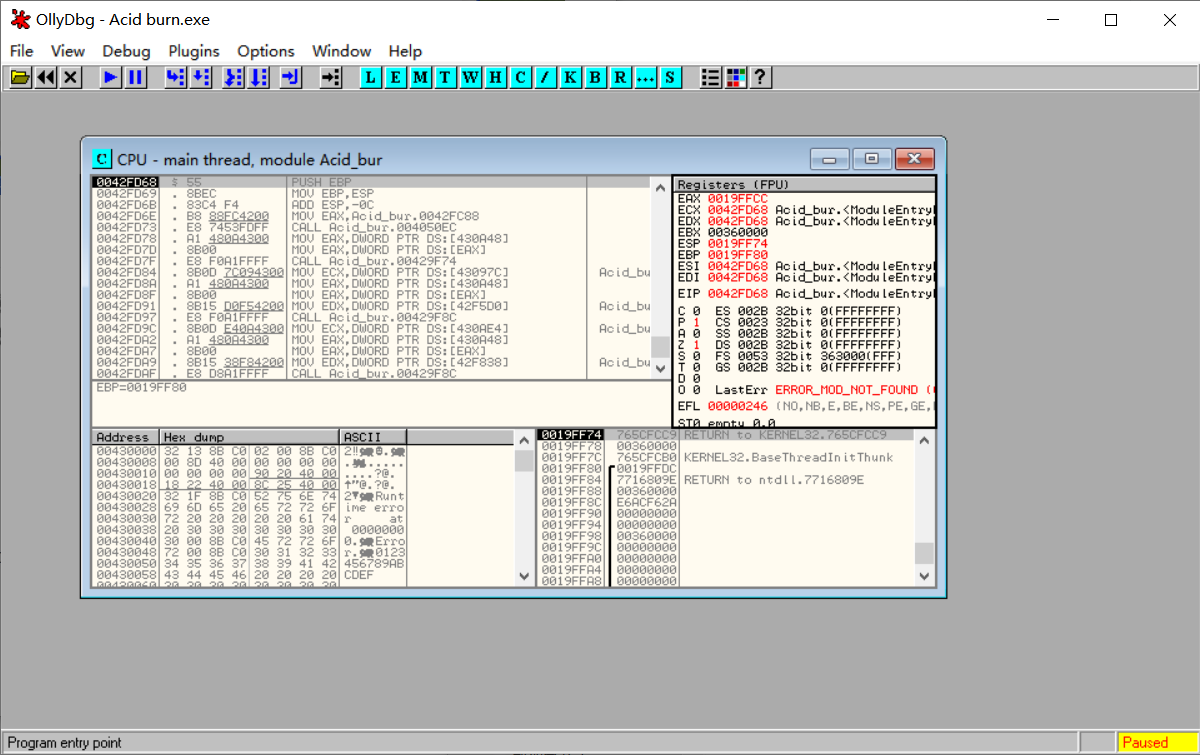 OllyDbg - Acid burn.exe
File View Debug Plugins Options Window Help
L E M T W H C / K B R ... S ?
C CPU - main thread, module Acid_bur
0042FD68 $ 55 PUSH EBP
0042FD69 . 8BEC MOV EBP,ESP
0042FD6B . 83C4 F4 ADD ESP,-0C
0042FD6E . B8 88FC4200 MOV EAX,Acid_bur.0042FC88
0042FD73 . E8 7453FDFF CALL Acid_bur.004050EC
0042FD78 . A1 480A4300 MOV EAX,DWORD PTR DS:[430A48]
0042FD7D . 8B00 MOV EAX,DWORD PTR DS:[EAX]
0042FD7F . E8 F0A1FFFF CALL Acid_bur.00429F74
0042FD84 . 8B0D 7C094300 MOV ECX,DWORD PTR DS:[43097C] Acid_bu
0042FD8A . A1 480A4300 MOV EAX,DWORD PTR DS:[430A48]
0042FD8F . 8B00 MOV EAX,DWORD PTR DS:[EAX]
0042FD91 . 8B15 D0F54200 MOV EDX,DWORD PTR DS:[42F5D0] Acid_bu
0042FD97 . E8 F0A1FFFF CALL Acid_bur.00429F8C
0042FD9C . 8B0D E40A4300 MOV ECX,DWORD PTR DS:[430AE4] Acid_bu
0042FDA2 . A1 480A4300 MOV EAX,DWORD PTR DS:[430A48]
0042FDA7 . 8B00 MOV EAX,DWORD PTR DS:[EAX]
0042FDA9 . 8B15 38F84200 MOV EDX,DWORD PTR DS:[42F838] Acid_bu
0042FDAF . E8 D8A1FFFF CALL Acid_bur.00429F8C
EBP=0019FF80
Registers (FPU)
EAX 0019FFCC
ECX 0042FD68 Acid_bur.<ModuleEntry
EDX 0042FD68 Acid_bur.<ModuleEntry
EBX 00360000
ESP 0019FF74
EBP 0019FF80
ESI 0042FD68 Acid_bur.<ModuleEntry
EDI 0042FD68 Acid_bur.<ModuleEntry
EIP 0042FD68 Acid_bur.<ModuleEntry
C 0 ES 002B 32bit 0(FFFFFFFF)
P 1 CS 0023 32bit 0(FFFFFFFF)
A 0 SS 002B 32bit 0(FFFFFFFF)
Z 1 DS 002B 32bit 0(FFFFFFFF)
S 0 FS 0053 32bit 363000(FFF)
T 0 GS 002B 32bit 0(FFFFFFFF)
D 0
O 0 LastErr ERROR_MOD_NOT_FOUND (
EFL 00000246 (NO,NB,E,BE,NS,PE,GE,
ST0 empty 0.0
Address Hex dump ASCII
00430000 32 13 8B C0 02 00 8B C0
00430008 00 8D 40 00 00 00 00 00
00430010 00 00 00 00 90 20 40 00 ....?@.
00430018 18 22 40 00 8C 25 40 00 ↑"@.?@.
00430020 32 1F 8B C0 52 75 6E 74
00430028 69 6D 65 20 65 72 72 6F ime erro
00430030 72 20 20 20 20 20 61 74 r     at
00430038 20 30 30 30 30 30 30 30 0000000
00430040 30 00 8B C0 45 72 72 6F
00430048 72 00 8B C0 30 31 32 33
00430050 34 35 36 37 38 39 41 42 456789AB
00430058 43 44 45 46 20 20 20 20 CDEF
0019FF74 765CFCC9 RETURN to KERNEL32.765CFCC9
0019FF78 00360000
0019FF7C 765CFCB0 KERNEL32.BaseThreadInitThunk
0019FF80 0019FFDC
0019FF84 7716809E RETURN to ntdll.7716809E
0019FF88 00360000
0019FF8C E6ACF62A
0019FF90 00000000
0019FF94 00000000
0019FF98 00360000
0019FF9C 00000000
0019FFA0 00000000
0019FFA4 00000000
0019FFA8 00000000
Program entry point
Paused